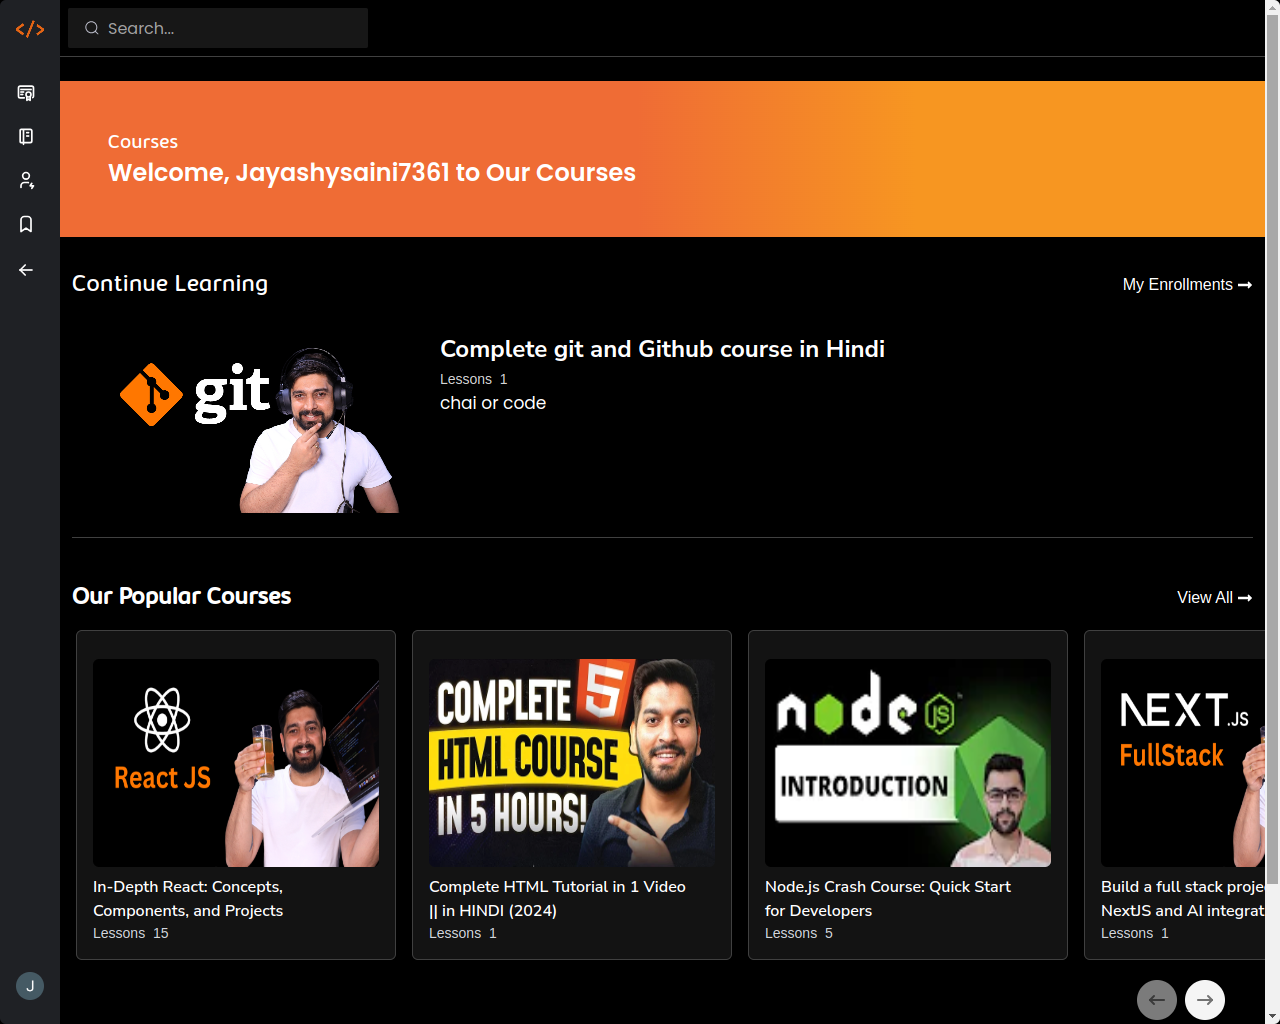 </>
Search...
Courses
Welcome, Jayashysaini7361 to Our Courses
Continue Learning
My Enrollments
git
Complete git and Github course in Hindi
Lessons 1
chai or code
Our Popular Courses
View All
React JS
In-Depth React: Concepts,
Components, and Projects
Lessons 15
COMPLETE 5
HTML COURSE
IN 5 HOURS!
Complete HTML Tutorial in 1 Video
|| in HINDI (2024)
Lessons 1
node JS
INTRODUCTION
Node.js Crash Course: Quick Start
for Developers
Lessons 5
NEXT.JS
FullStack
Build a full stack proje
NextJS and AI integrat
Lessons 1
J